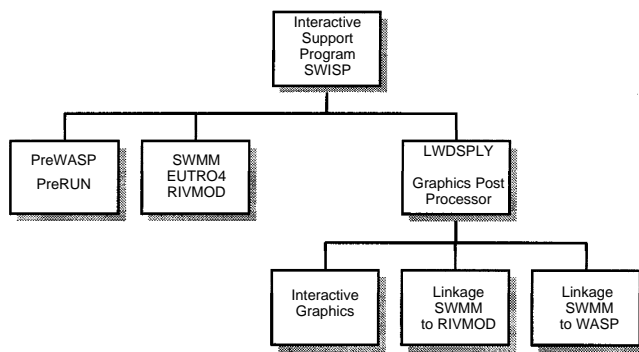 Interactive
Support
Program
SWISP
PreWASP
PreRUN
SWMM
EUTRO4
RIVMOD
LWDSPLY
Graphics Post
Processor
Interactive
Graphics
Linkage
SWMM
to RIVMOD
Linkage
SWMM
to WASP